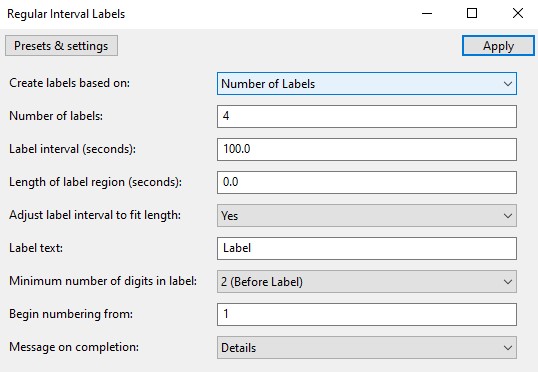 Regular Interval Labels
Presets & settings Apply
Create labels based on: Number of Labels
Number of labels: 4
Label interval (seconds): 100.0
Length of label region (seconds): 0.0
Adjust label interval to fit length: Yes
Label text: Label
Minimum number of digits in label: 2 (Before Label)
Begin numbering from: 1
Message on completion: Details